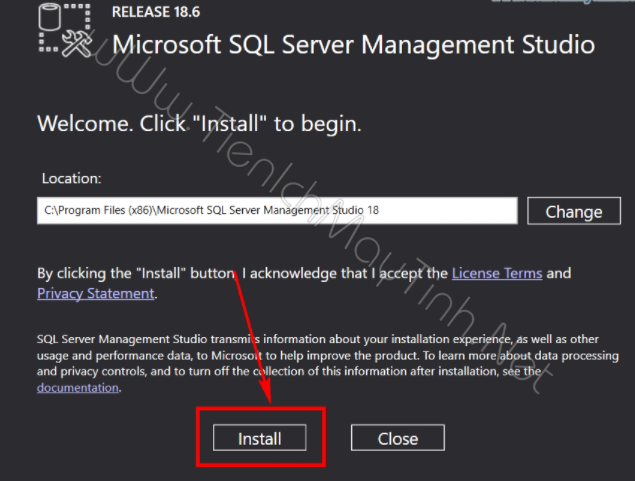 RELEASE 18.6
Microsoft SQL Server Management Studio
Welcome. Click "Install" to begin.
Location:
C:\Program Files (x86)\Microsoft SQL Server Management Studio 18
Change
By clicking the "Install" button, I acknowledge that I accept the License Terms and
Privacy Statement.
SQL Server Management Studio transmits information about your installation experience, as well as other
usage and performance data, to Microsoft to help improve the product. To learn more about data processing
and privacy controls, and to turn off the collection of this information after installation, see the
documentation.
Install
Close
www.TienIchMayTinh.Net